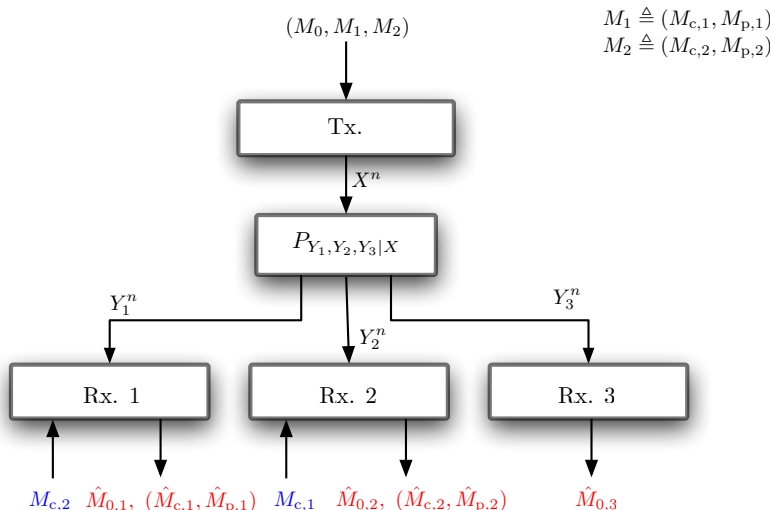 (M_0, M_1, M_2)
M_1 ≜ (M_{c,1}, M_{p,1})
M_2 ≜ (M_{c,2}, M_{p,2})
Tx.
X^n
P_{Y_1,Y_2,Y_3|X}
Y_1^n
Y_2^n
Y_3^n
Rx. 1
Rx. 2
Rx. 3
M_{c,2} \hat{M}_{0,1}, (\hat{M}_{c,1}, \hat{M}_{p,1}) M_{c,1} \hat{M}_{0,2}, (\hat{M}_{c,2}, \hat{M}_{p,2}) \hat{M}_{0,3}